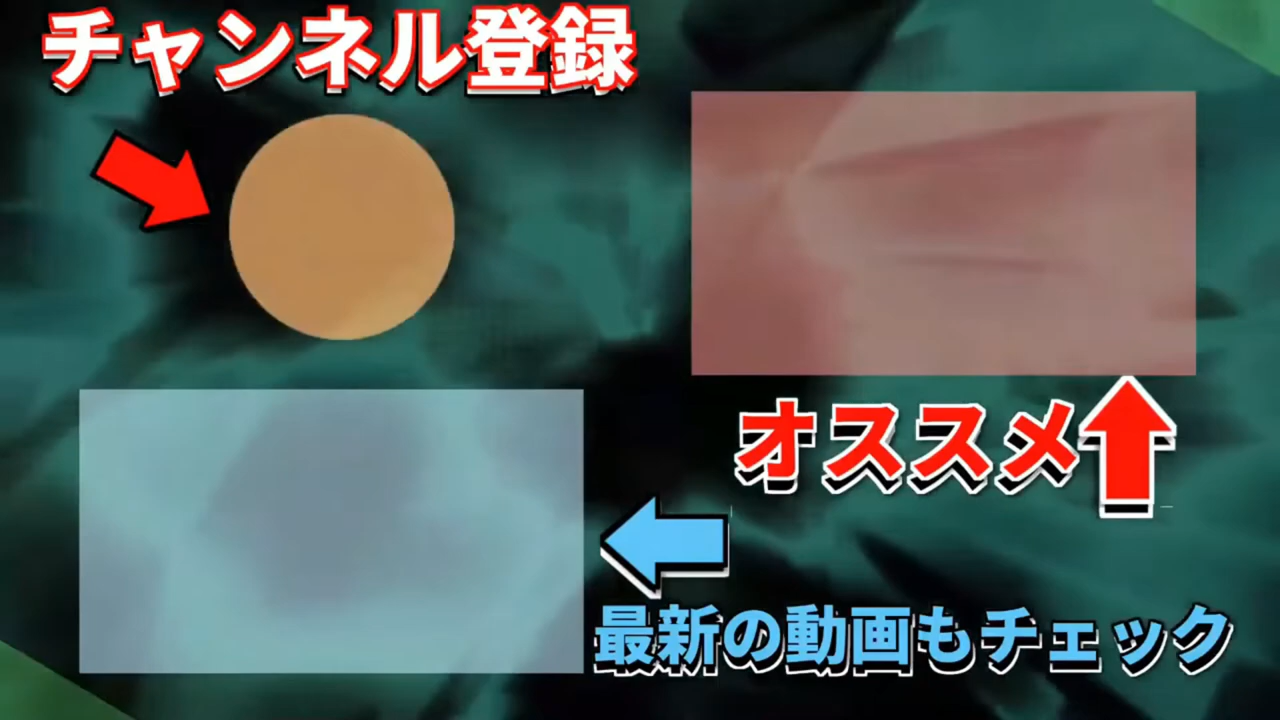 チャンネル登録
オススメ
最新の動画もチェック